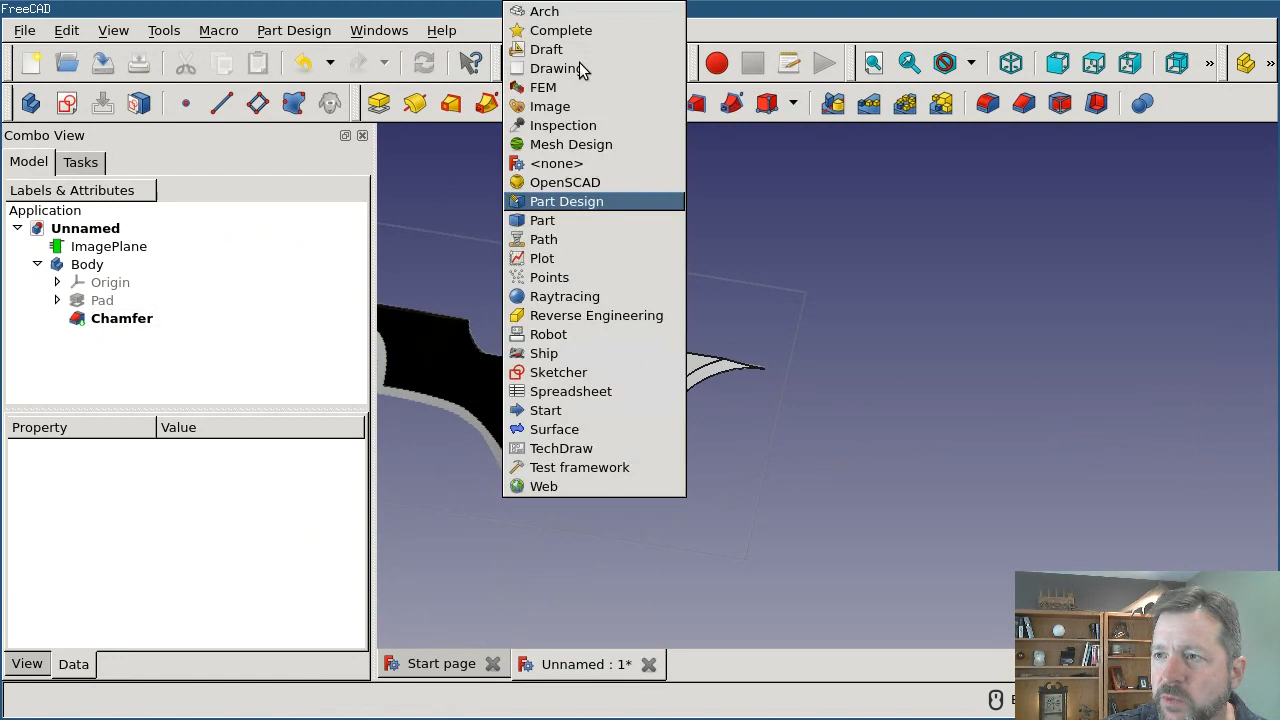 FreeCAD
File Edit View Tools Macro Part Design Windows Help
»
»
Combo View
Model Tasks
Labels & Attributes
Application
Unnamed
ImagePlane
Body
Origin
Pad
Chamfer
Property Value
View Data
Arch
Complete
Draft
Drawing
FEM
Image
Inspection
Mesh Design
<none>
OpenSCAD
Part Design
Part
Path
Plot
Points
Raytracing
Reverse Engineering
Robot
Ship
Sketcher
Spreadsheet
Start
Surface
TechDraw
Test framework
Web
Start page Unnamed : 1*